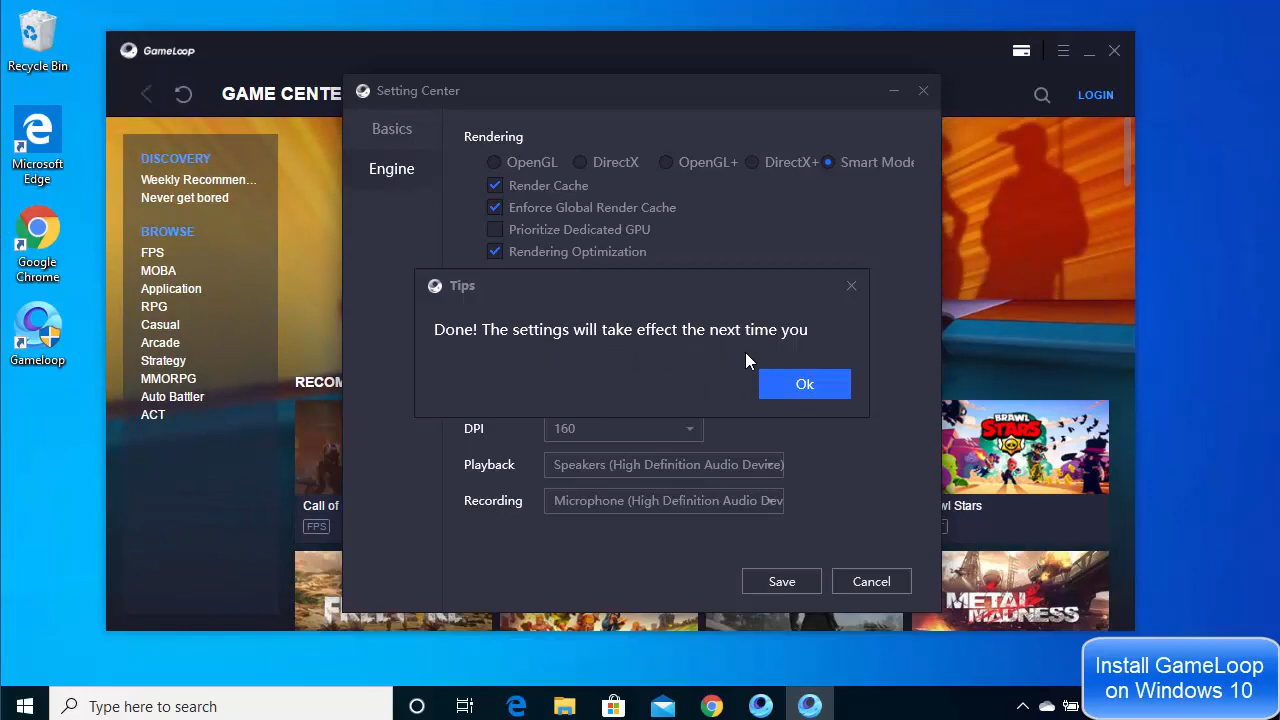 Recycle Bin
Microsoft
Edge
Google
Chrome
Gameloop
GameLoop
GAME CENTE
LOGIN
DISCOVERY
Weekly Recommen...
Never get bored
BROWSE
FPS
MOBA
Application
RPG
Casual
Arcade
Strategy
MMORPG
Auto Battler
ACT
RECOM
Call of
FPS
Setting Center
Basics
Engine
Rendering
OpenGL
DirectX
OpenGL+
DirectX+
Smart Mode
Render Cache
Enforce Global Render Cache
Prioritize Dedicated GPU
Rendering Optimization
Tips
Done! The settings will take effect the next time you
Ok
DPI
160
Playback
Speakers (High Definition Audio Device)
Recording
Microphone (High Definition Audio Dev
Save
Cancel
BRAWL
STARS
wl Stars
METAL
MADNESS
Install GameLoop
on Windows 10
Type here to search